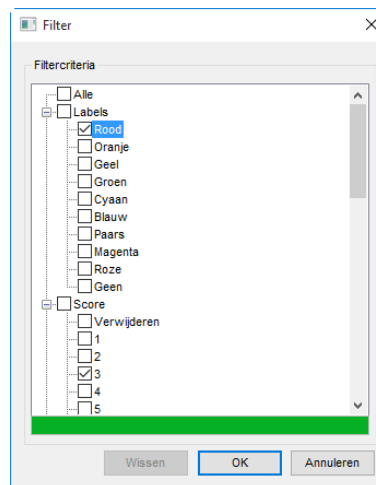 Filter
Filtercriteria
Alle
Labels
Rood
Oranje
Geel
Groen
Cyaan
Blauw
Paars
Magenta
Roze
Geen
Score
Verwijderen
1
2
3
4
5
Wissen OK Annuleren